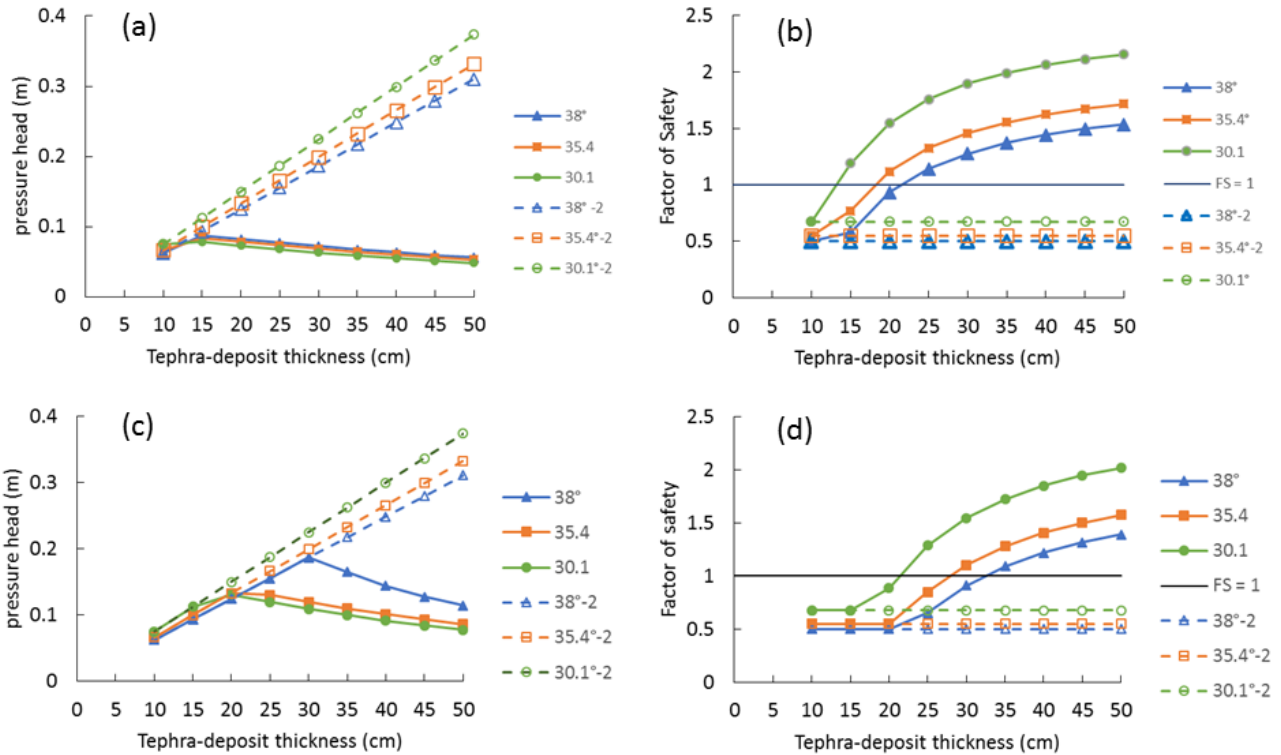 (a)
pressure head (m)
0.4
0.3
0.2
0.1
0
0 5 10 15 20 25 30 35 40 45 50
Tephra-deposit thickness (cm)
38°
35.4
30.1
38° -2
35.4°-2
30.1°-2
(b)
Factor of Safety
2.5
2
1.5
1
0.5
0
0 5 10 15 20 25 30 35 40 45 50
Tephra-deposit thickness (cm)
38°
35.4°
30.1
FS = 1
38°-2
35.4°-2
30.1°
(c)
pressure head (m)
0.4
0.3
0.2
0.1
0
0 5 10 15 20 25 30 35 40 45 50
Tephra-deposit thickness (cm)
38°
35.4
30.1
38°-2
35.4°-2
30.1°-2
(d)
Factor of safety
2.5
2
1.5
1
0.5
0
0 5 10 15 20 25 30 35 40 45 50
Tephra-deposit thickness (cm)
38°
35.4
30.1
FS = 1
38°-2
35.4°-2
30.1°-2